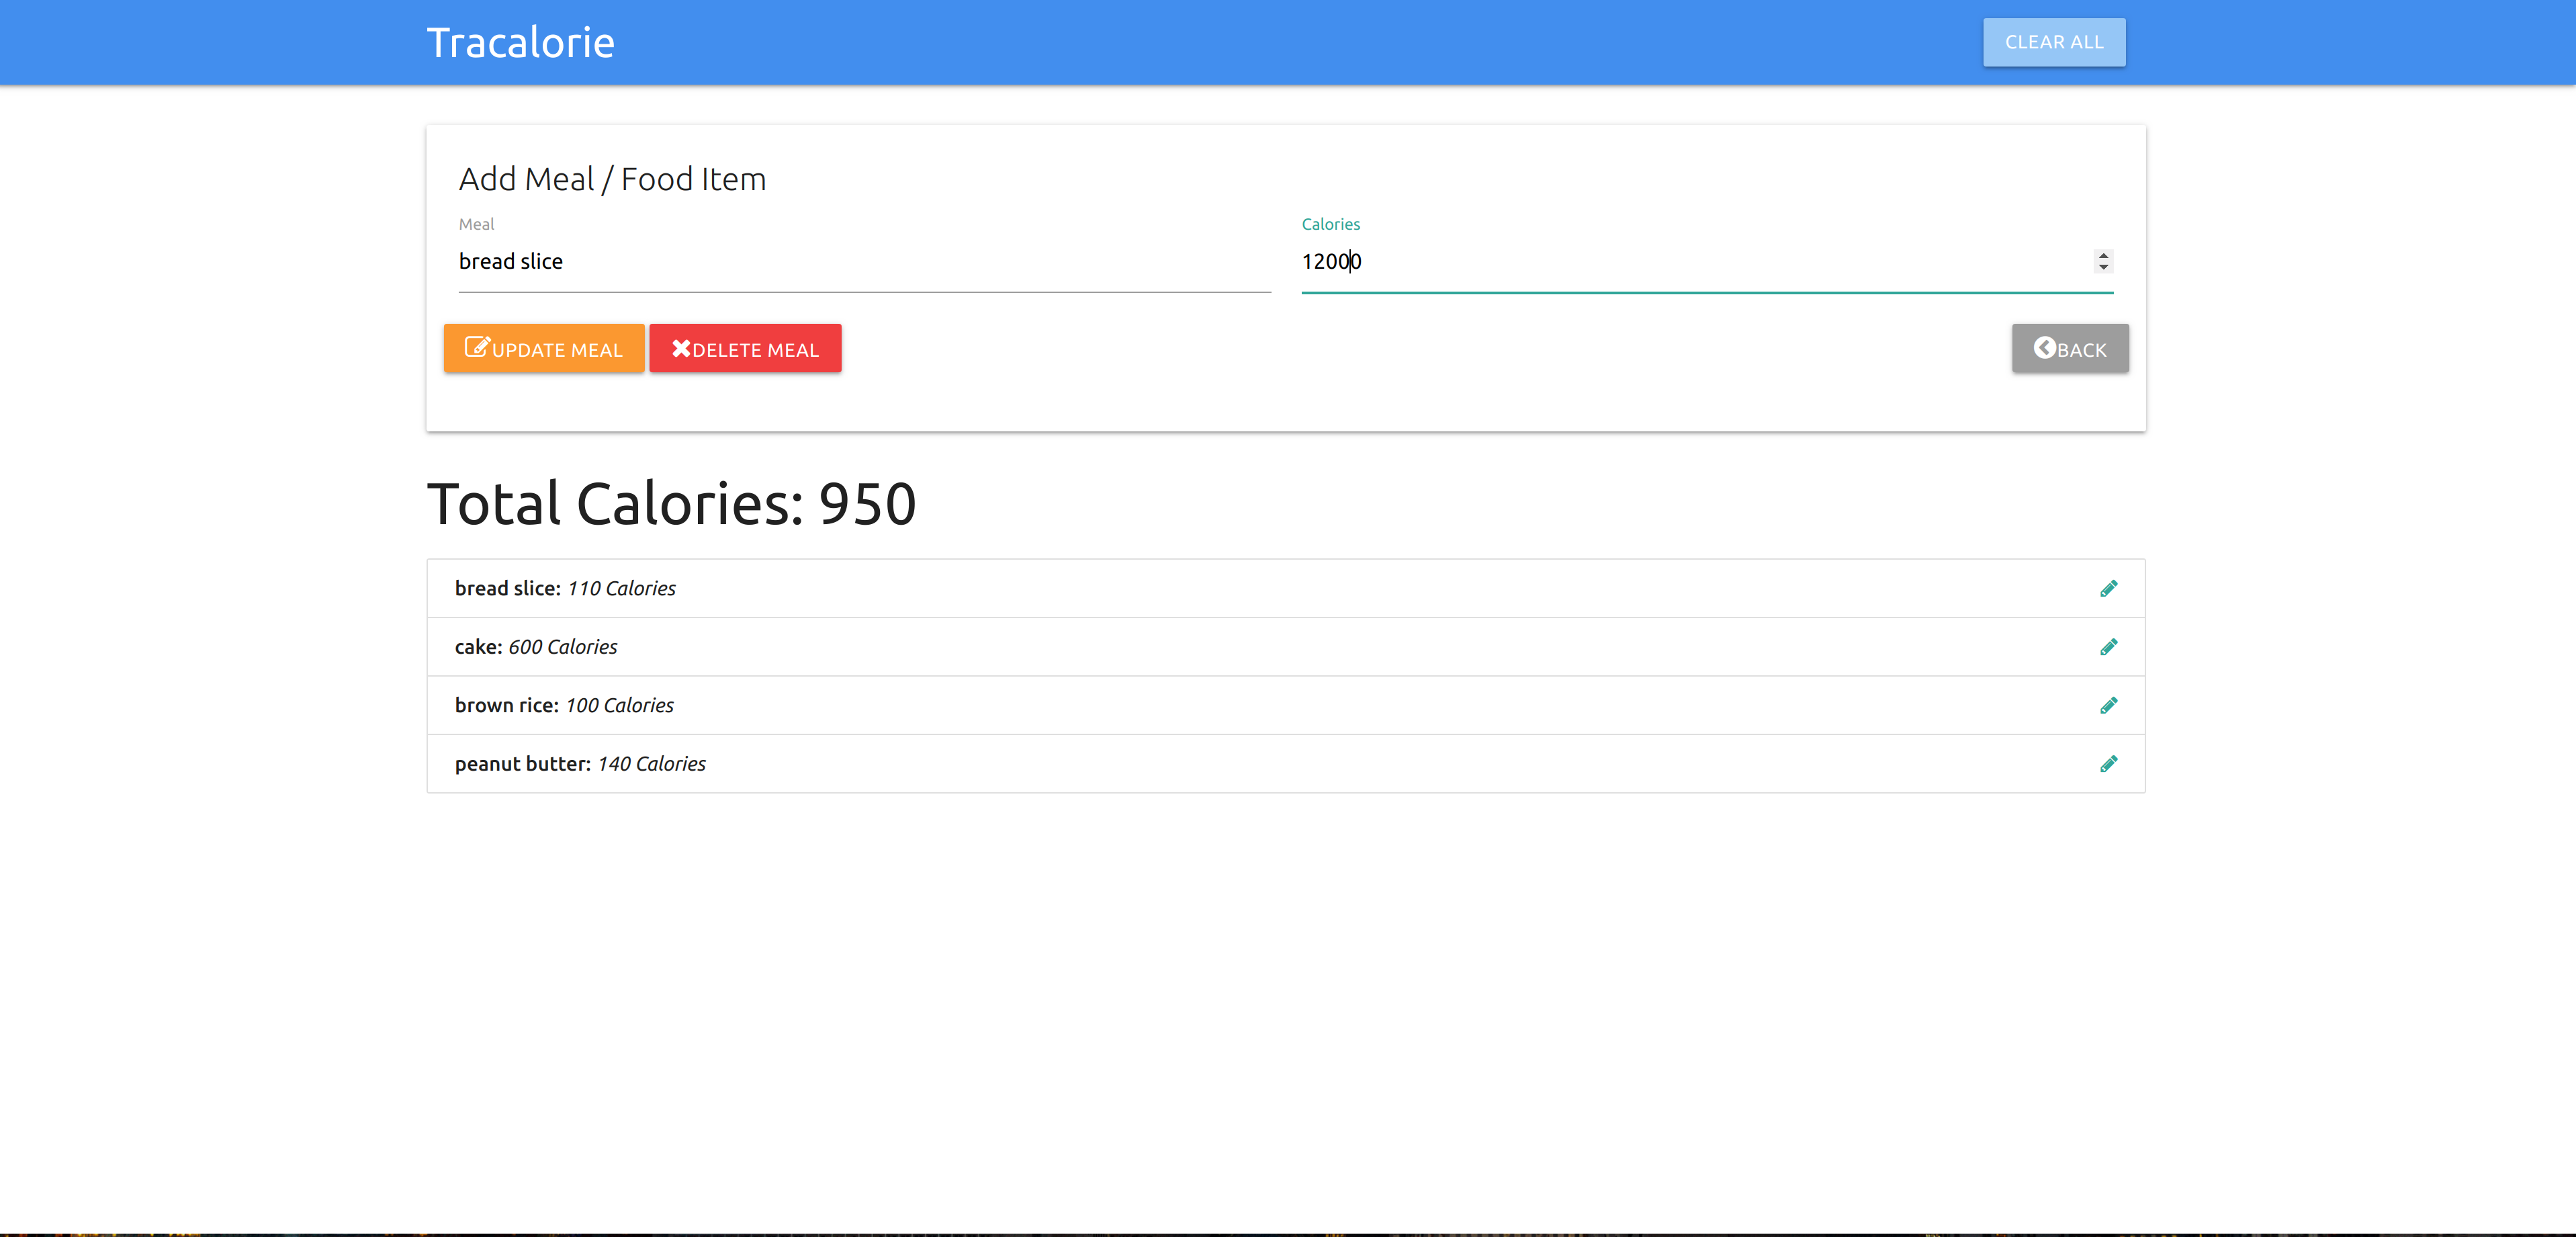 Tracalorie
CLEAR ALL
Add Meal / Food Item
Meal
Calories
bread slice
12000
UPDATE MEAL
DELETE MEAL
BACK
Total Calories: 950
bread slice: 110 Calories
cake: 600 Calories
brown rice: 100 Calories
peanut butter: 140 Calories